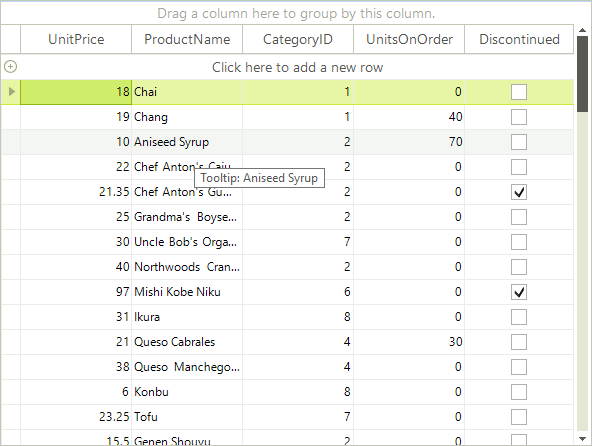 Drag a column here to group by this column.
UnitPrice ProductName CategoryID UnitsOnOrder Discontinued
Click here to add a new row
18 Chai 1 0
19 Chang 1 40
10 Aniseed Syrup 2 70
22 Chef Anton's Caju 2 0
Tooltip: Aniseed Syrup
21.35 Chef Anton's Gu... 2 0
25 Grandma's Boyse... 2 0
30 Uncle Bob's Orga... 7 0
40 Northwoods Cran... 2 0
97 Mishi Kobe Niku 6 0
31 Ikura 8 0
21 Queso Cabrales 4 30
38 Queso Manchego... 4 0
6 Konbu 8 0
23.25 Tofu 7 0
15.5 Genen Shouyu 2 0